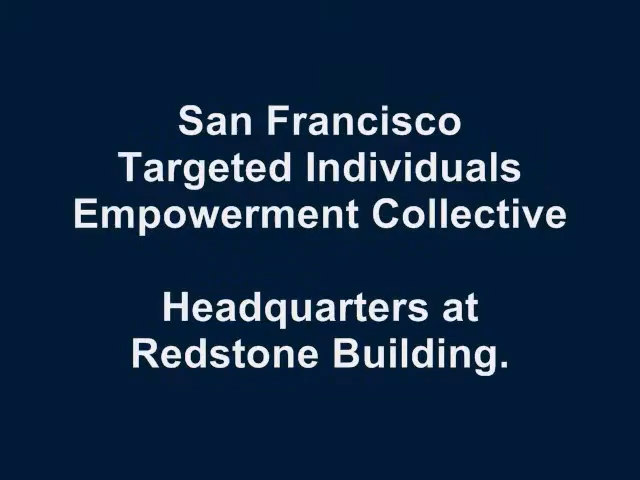 San Francisco
Targeted Individuals
Empowerment Collective
Headquarters at
Redstone Building.